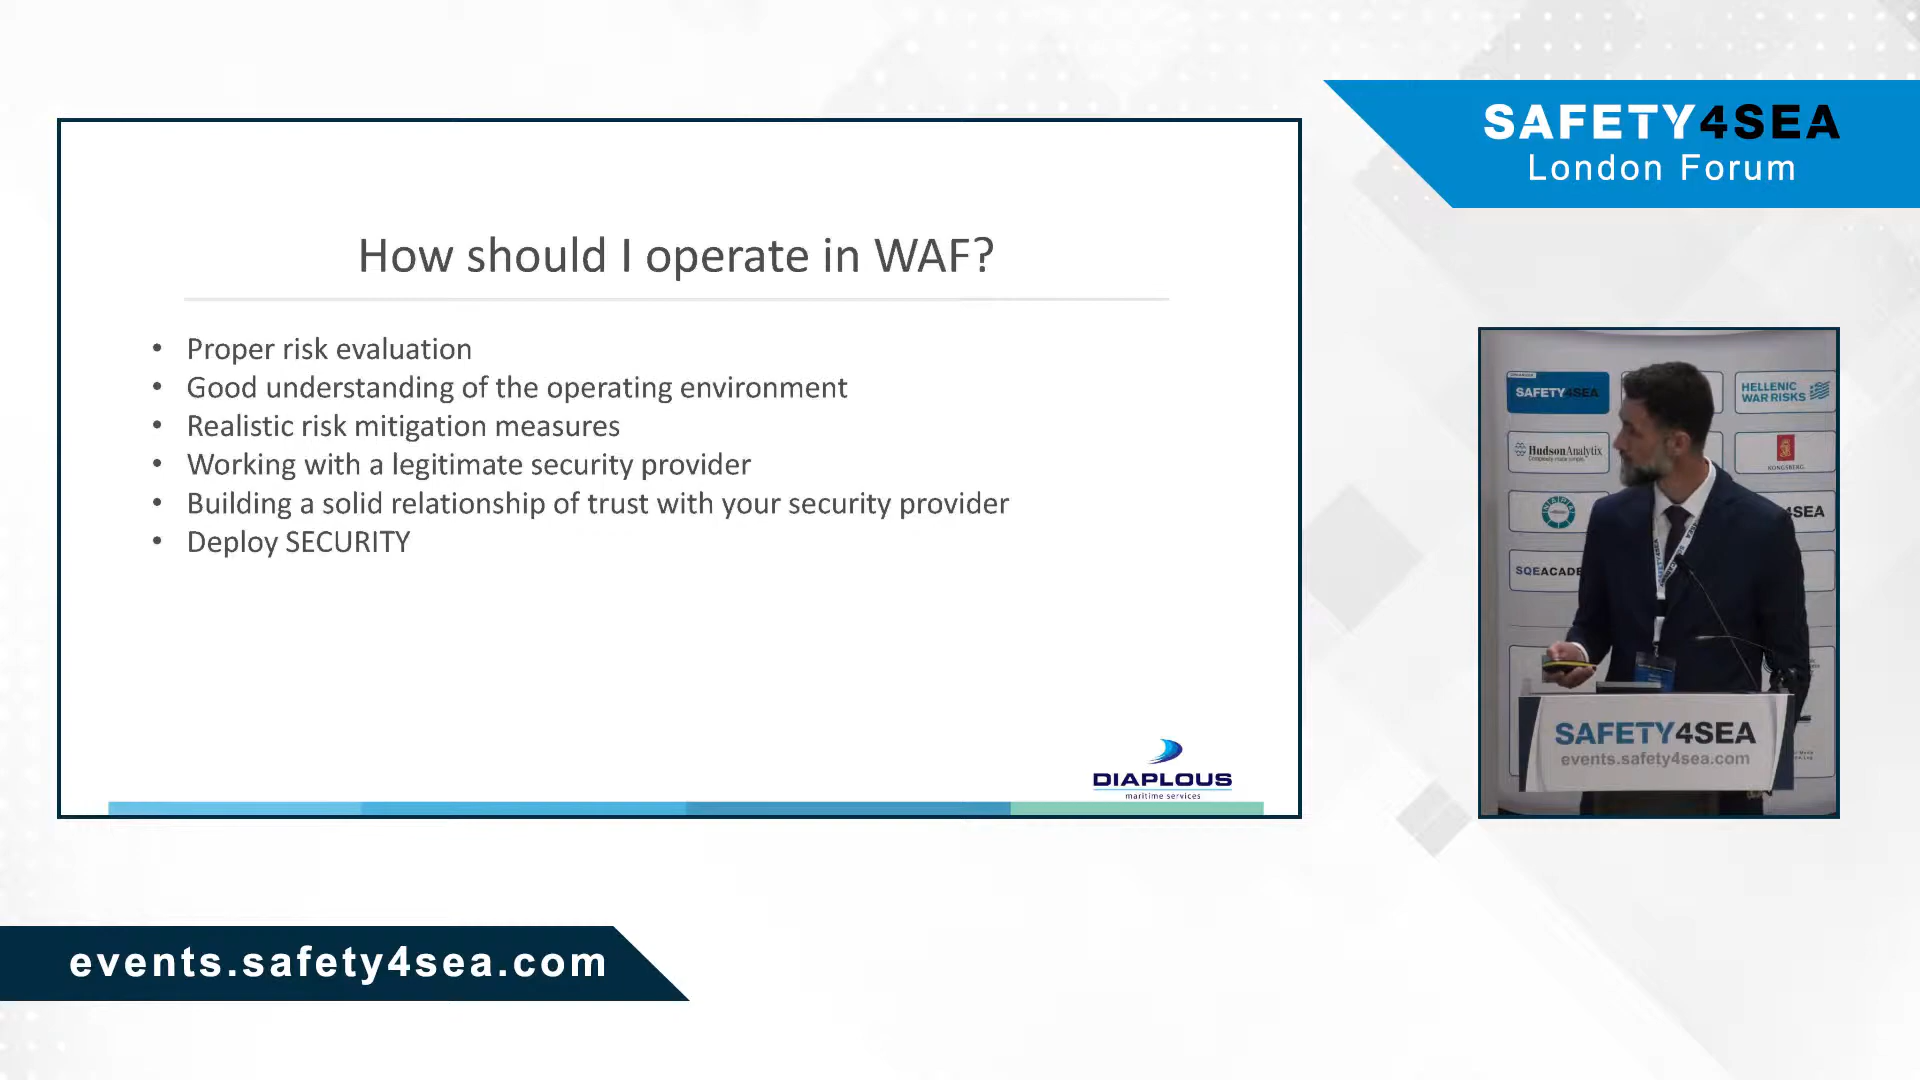 SAFETY4SEA
London Forum
How should I operate in WAF?
• Proper risk evaluation
• Good understanding of the operating environment
• Realistic risk mitigation measures
• Working with a legitimate security provider
• Building a solid relationship of trust with your security provider
• Deploy SECURITY
DIAPLOUS
maritime services
SAFETY4SEA
HELLENIC
WAR RISKS
HudsonAnalytix
KONGSBERG
4SEA
SQEACADE
SAFETY4SEA
events.safety4sea.com
events.safety4sea.com